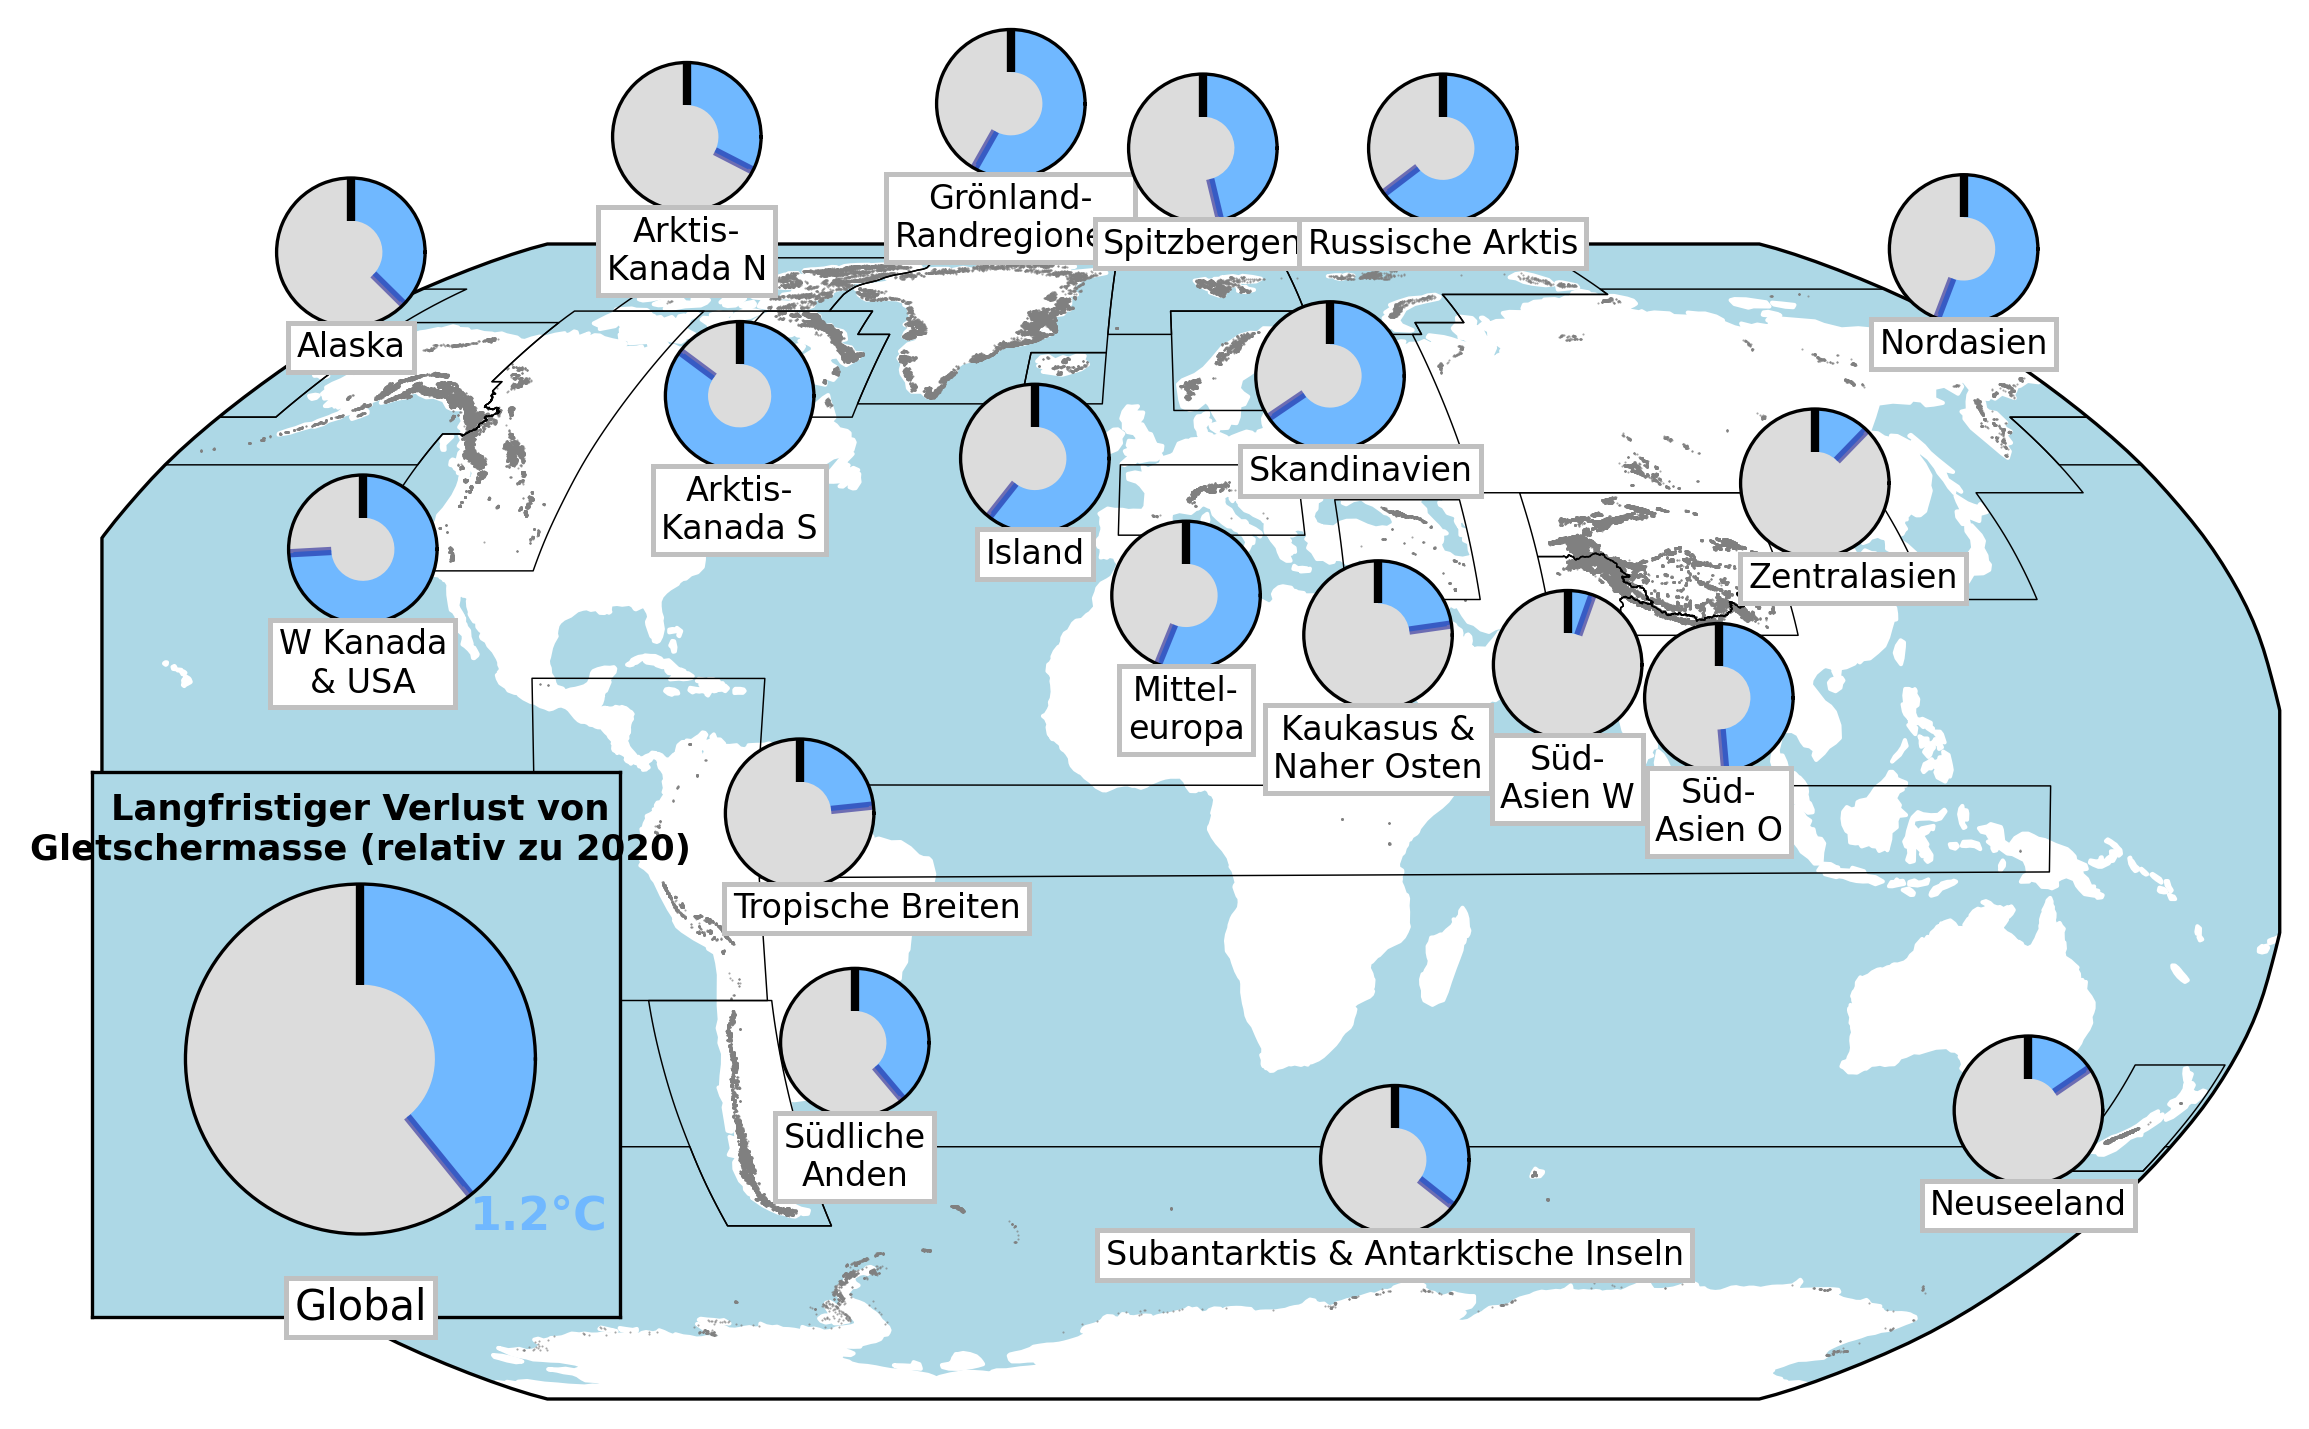 Grönland-
Randregione
Arktis-
Kanada N
Spitzbergen
Russische Arktis
Alaska
Nordasien
Arktis-
Kanada S
Skandinavien
Island
Zentralasien
W Kanada
& USA
Mittel-
europa
Kaukasus &
Naher Osten
Süd-
Asien W
Süd-
Asien O
Langfristiger Verlust von
Gletschermasse (relativ zu 2020)
Tropische Breiten
Südliche
Anden
1.2°C
Global
Subantarktis & Antarktische Inseln
Neuseeland